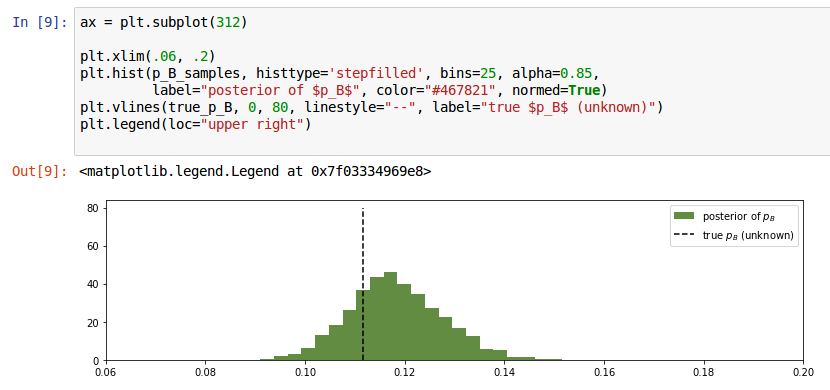 In [9]: ax = plt.subplot(312)
plt.xlim(.06, .2)
plt.hist(p_B_samples, histtype='stepfilled', bins=25, alpha=0.85,
label="posterior of $p_B$", color="#467821", normed=True)
plt.vlines(true_p_B, 0, 80, linestyle="--", label="true $p_B$ (unknown)")
plt.legend(loc="upper right")
Out[9]: <matplotlib.legend.Legend at 0x7f03334969e8>
80
60
40
20
0
posterior of p_B
true p_B (unknown)
0.06 0.08 0.10 0.12 0.14 0.16 0.18 0.20